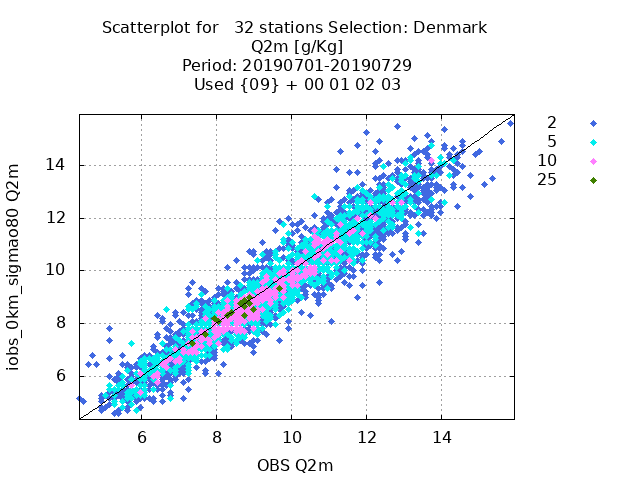 Scatterplot for   32 stations Selection: Denmark
Q2m [g/Kg]
Period: 20190701-20190729
Used {09} + 00 01 02 03
2
5
10
25
iobs_0km_sigmao80 Q2m
14
12
10
8
6
6 8 10 12 14
OBS Q2m